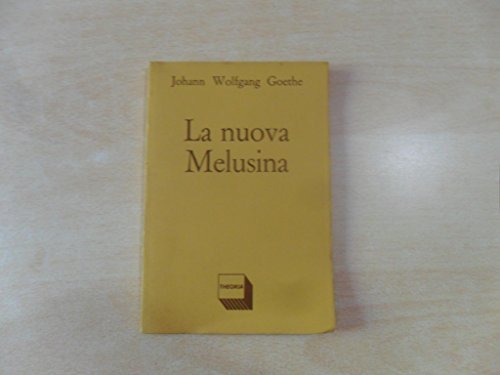 Johann Wolfgang Goethe
La nuova
Melusina
THEORIA